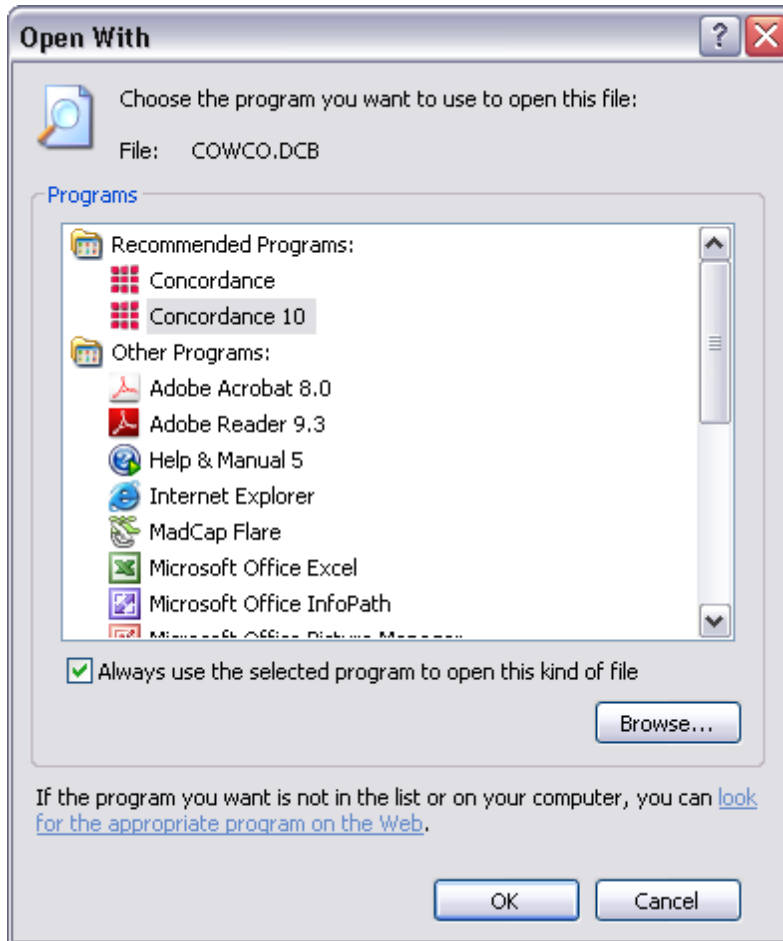 Open With
Choose the program you want to use to open this file:
File: COWCO.DCB
Programs
Recommended Programs:
Concordance
Concordance 10
Other Programs:
Adobe Acrobat 8.0
Adobe Reader 9.3
Help & Manual 5
Internet Explorer
MadCap Flare
Microsoft Office Excel
Microsoft Office InfoPath
Microsoft Office Picture Manager
Always use the selected program to open this kind of file
Browse...
If the program you want is not in the list or on your computer, you can look
for the appropriate program on the Web.
OK
Cancel